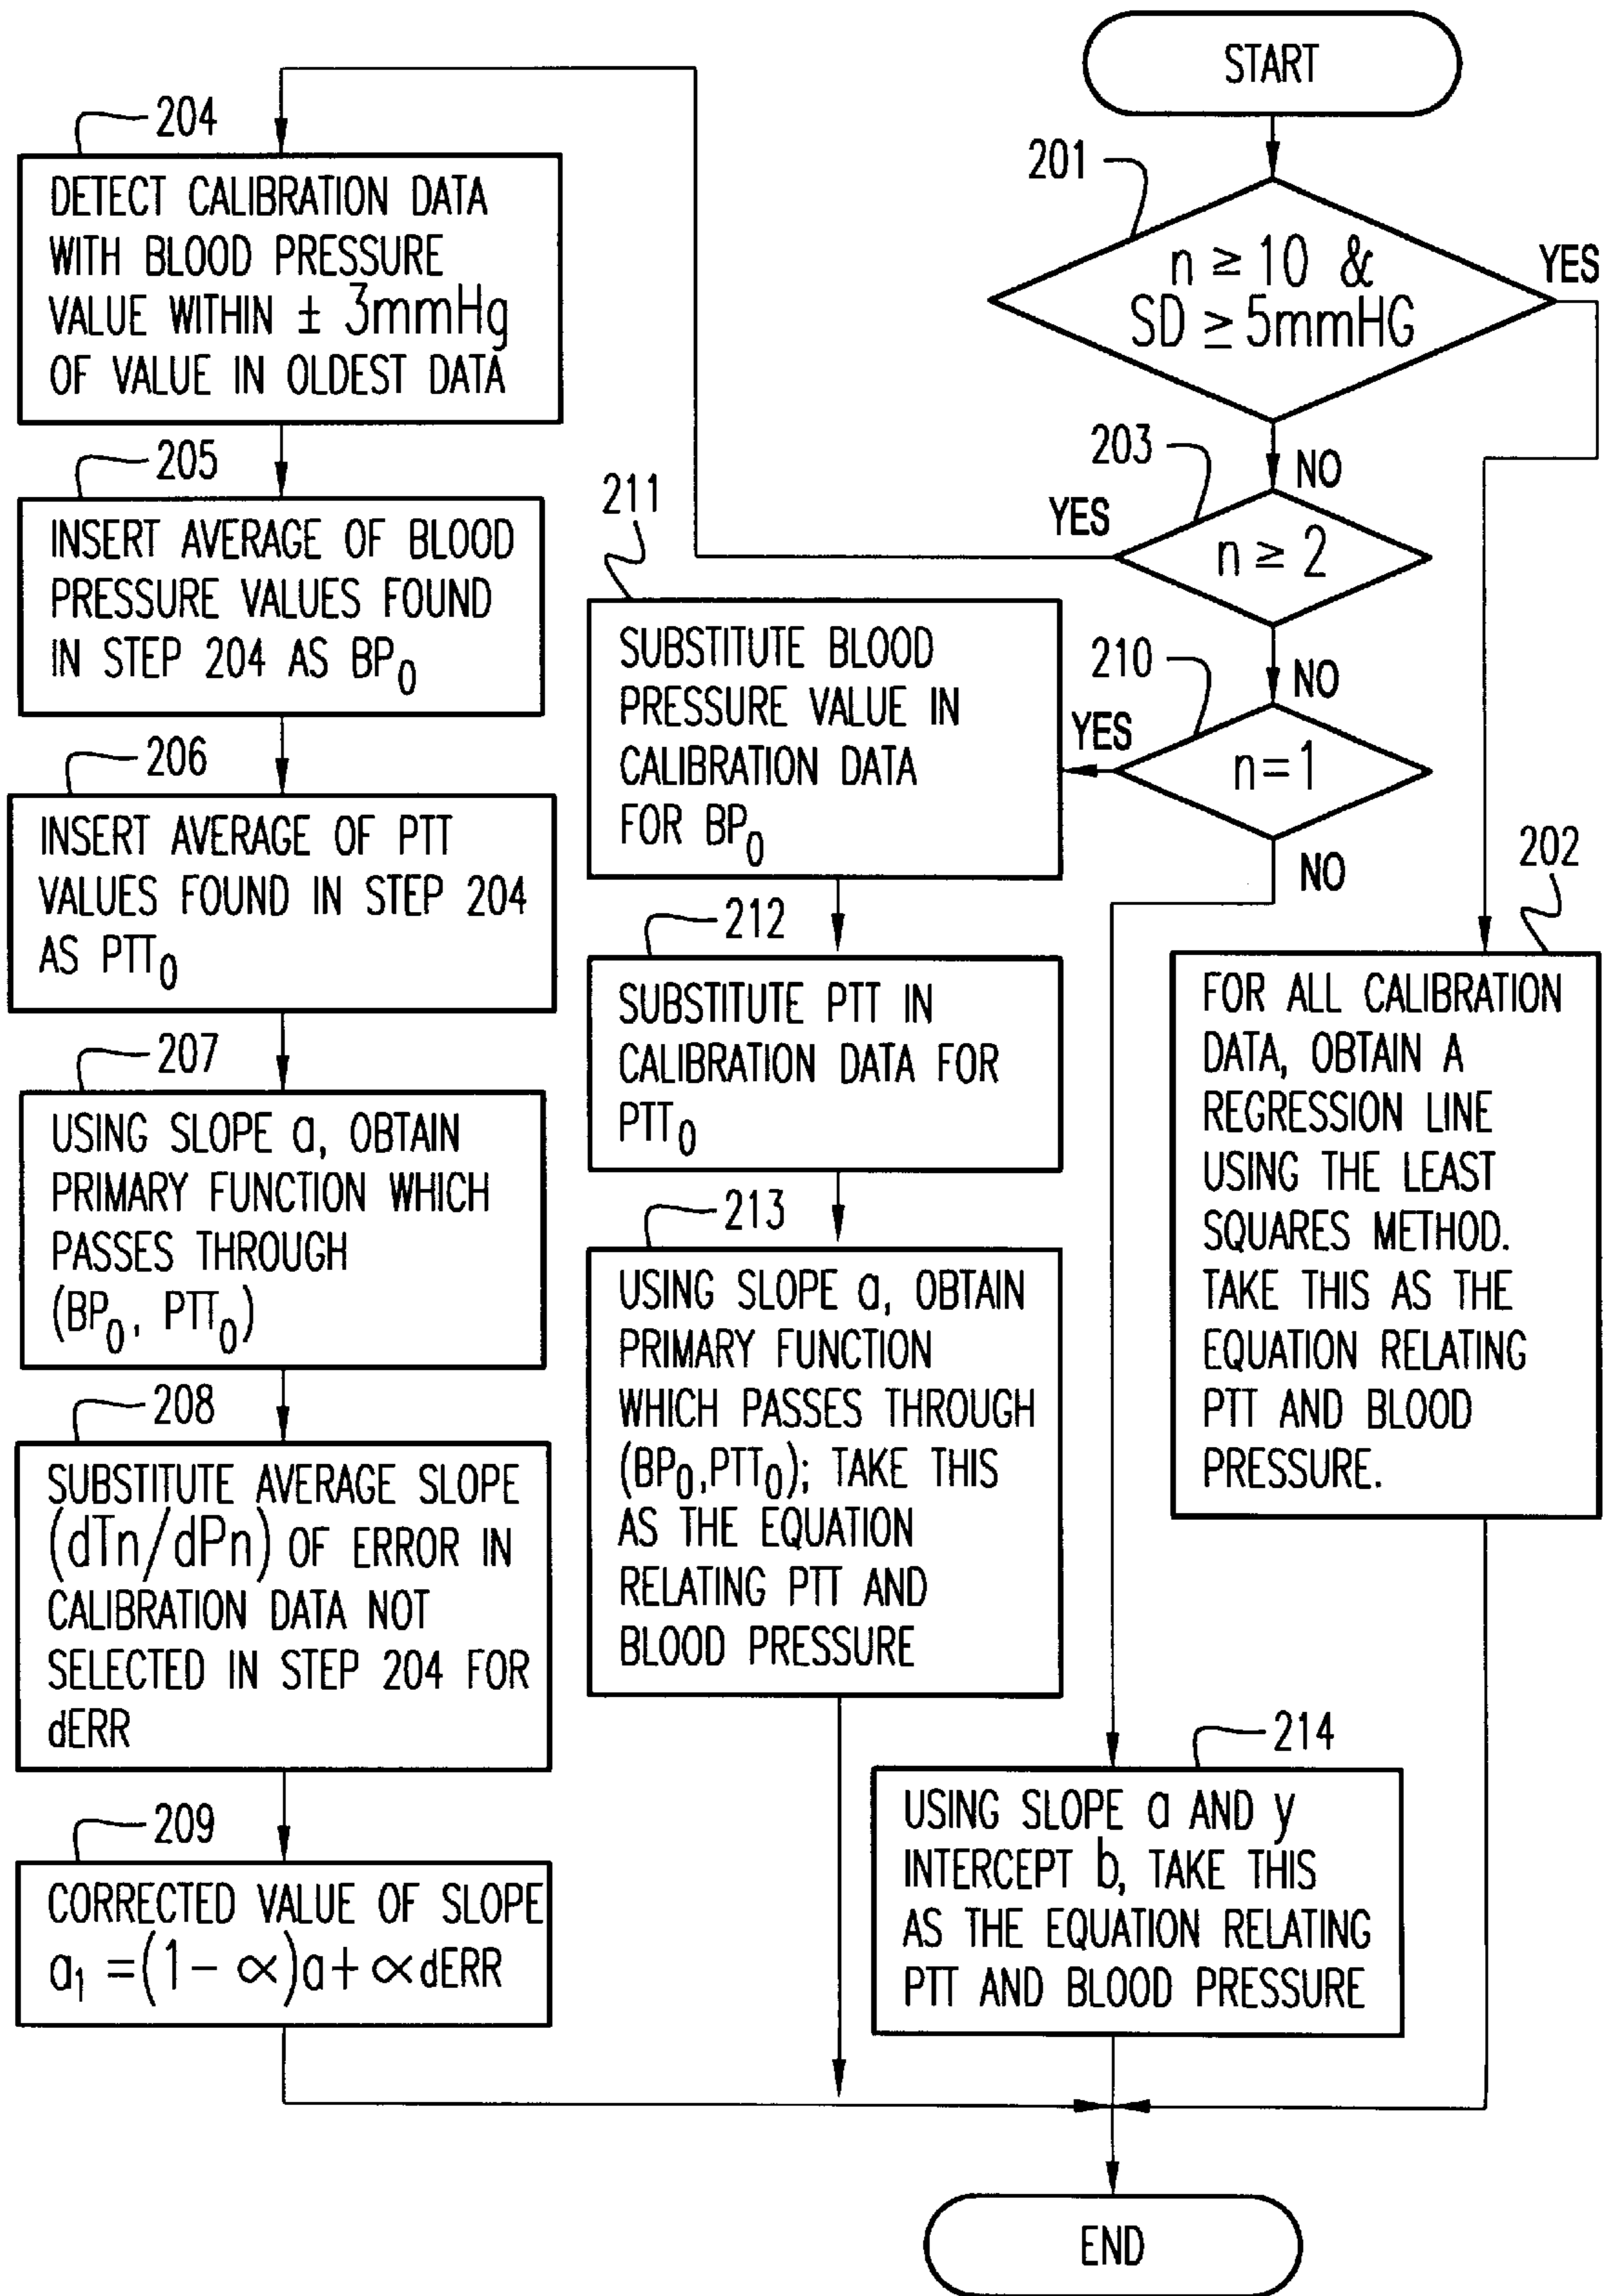 START
201
n ≥ 10 &
SD ≥ 5mmHG
YES
NO
203
n ≥ 2
YES
NO
210
n=1
YES
NO
204
DETECT CALIBRATION DATA
WITH BLOOD PRESSURE
VALUE WITHIN ± 3mmHg
OF VALUE IN OLDEST DATA
205
INSERT AVERAGE OF BLOOD
PRESSURE VALUES FOUND
IN STEP 204 AS BP₀
206
INSERT AVERAGE OF PTT
VALUES FOUND IN STEP 204
AS PTT₀
207
USING SLOPE a, OBTAIN
PRIMARY FUNCTION WHICH
PASSES THROUGH
(BP₀, PTT₀)
208
SUBSTITUTE AVERAGE SLOPE
(dTn/dPn) OF ERROR IN
CALIBRATION DATA NOT
SELECTED IN STEP 204 FOR
dERR
209
CORRECTED VALUE OF SLOPE
a₁ =(1- ∝)a+ ∝dERR
211
SUBSTITUTE BLOOD
PRESSURE VALUE IN
CALIBRATION DATA
FOR BP₀
212
SUBSTITUTE PTT IN
CALIBRATION DATA FOR
PTT₀
213
USING SLOPE a, OBTAIN
PRIMARY FUNCTION
WHICH PASSES THROUGH
(BP₀,PTT₀); TAKE THIS
AS THE EQUATION
RELATING PTT AND
BLOOD PRESSURE
202
FOR ALL CALIBRATION
DATA, OBTAIN A
REGRESSION LINE
USING THE LEAST
SQUARES METHOD.
TAKE THIS AS THE
EQUATION RELATING
PTT AND BLOOD
PRESSURE.
214
USING SLOPE a AND y
INTERCEPT b, TAKE THIS
AS THE EQUATION RELATING
PTT AND BLOOD PRESSURE
END